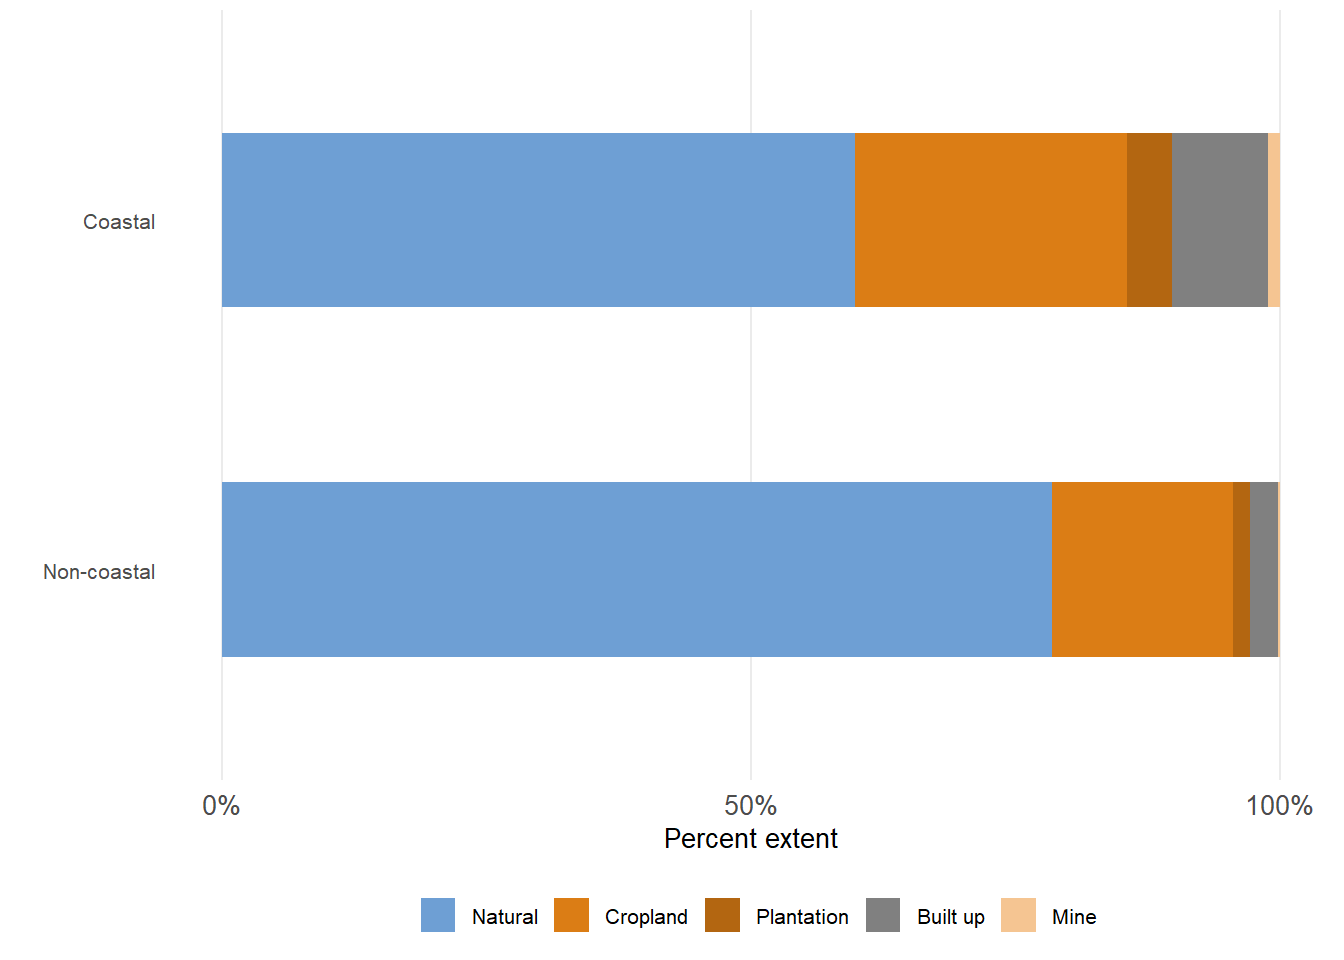 Coastal
Non-coastal
0% 50% 100%
Percent extent
Natural Cropland Plantation Built up Mine